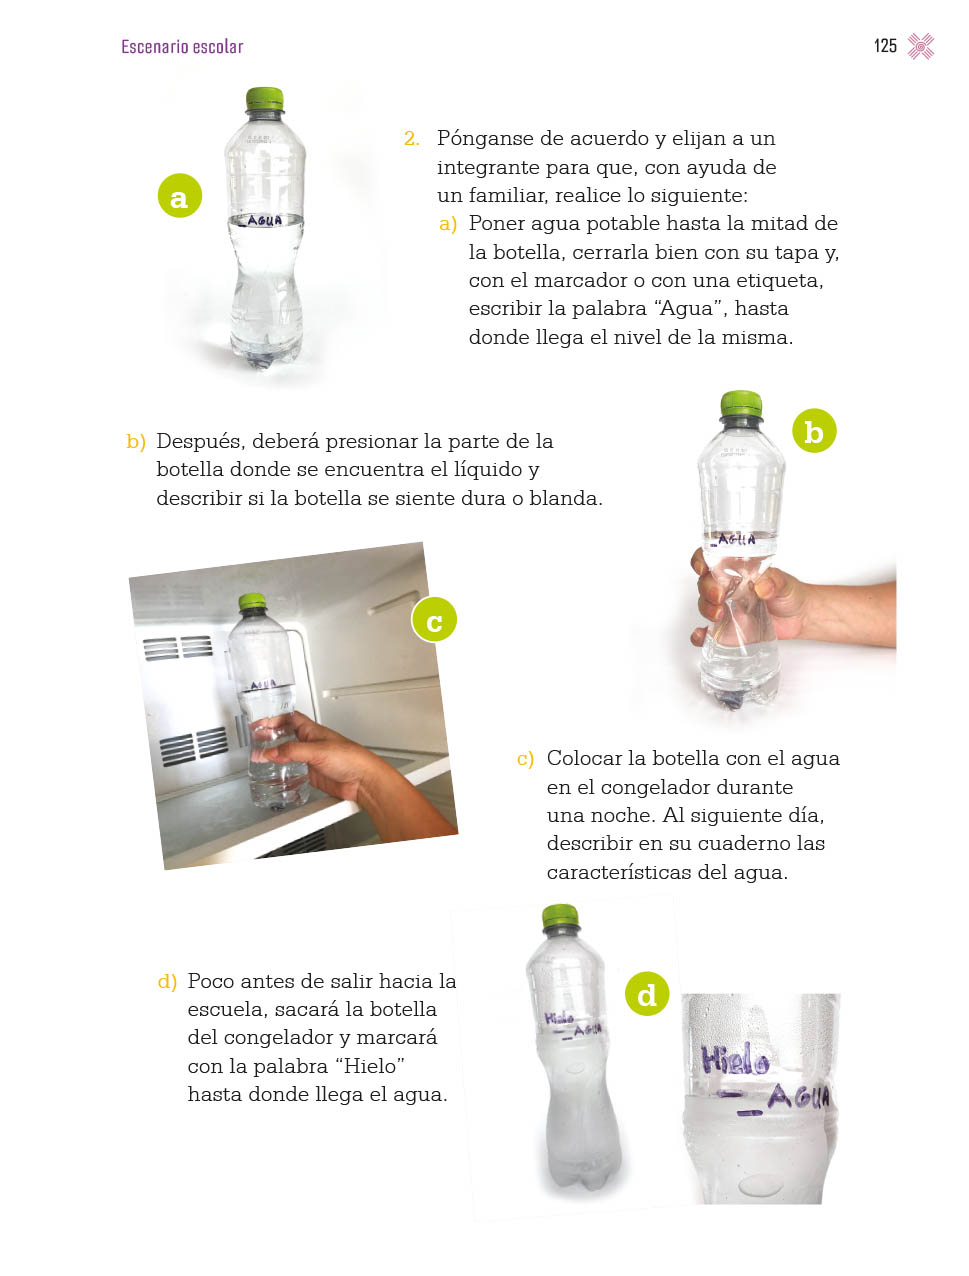 Escenario escolar
125
2. Pónganse de acuerdo y elijan a un
integrante para que, con ayuda de
un familiar, realice lo siguiente:
a) Poner agua potable hasta la mitad de
la botella, cerrarla bien con su tapa y,
con el marcador o con una etiqueta,
escribir la palabra “Agua”, hasta
donde llega el nivel de la misma.
a
AGUA
b) Después, deberá presionar la parte de la
botella donde se encuentra el líquido y
describir si la botella se siente dura o blanda.
b
AGUA
c
AGUA
c) Colocar la botella con el agua
en el congelador durante
una noche. Al siguiente día,
describir en su cuaderno las
características del agua.
d) Poco antes de salir hacia la
escuela, sacará la botella
del congelador y marcará
con la palabra “Hielo”
hasta donde llega el agua.
d
Hielo
AGUA
Hielo
AGUA